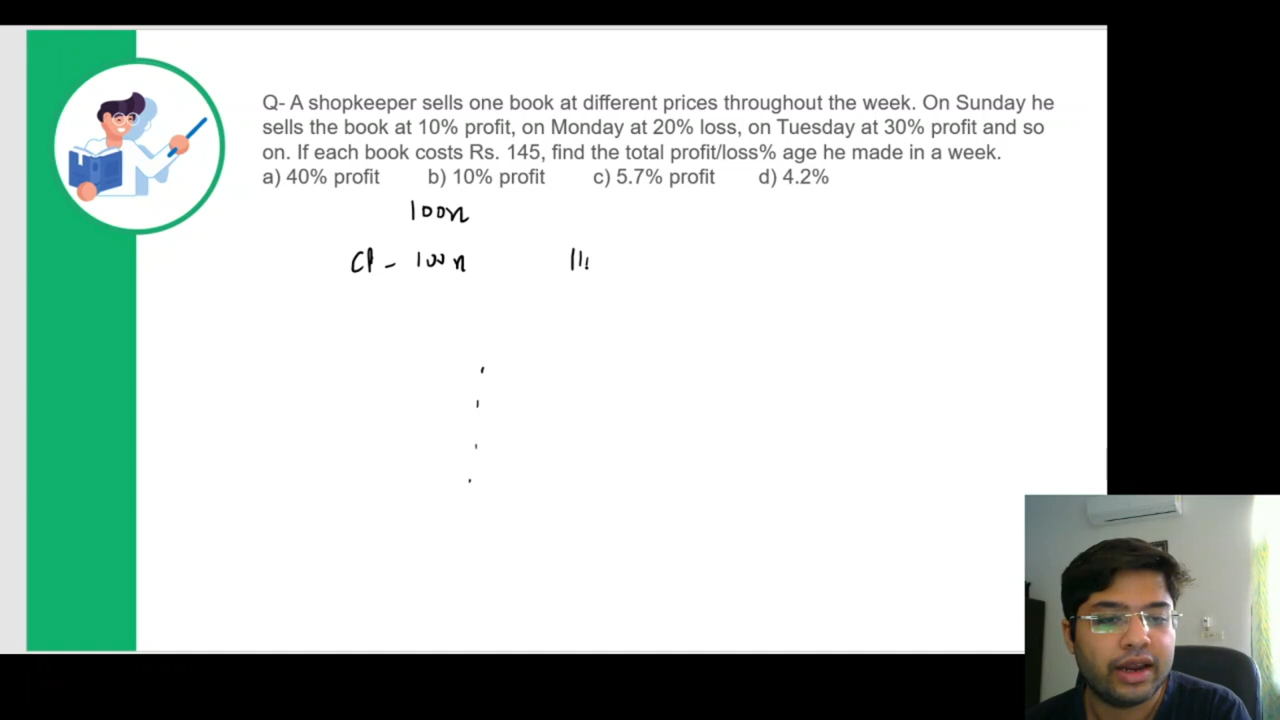 Q- A shopkeeper sells one book at different prices throughout the week. On Sunday he
sells the book at 10% profit, on Monday at 20% loss, on Tuesday at 30% profit and so
on. If each book costs Rs. 145, find the total profit/loss% age he made in a week.
a) 40% profit b) 10% profit c) 5.7% profit d) 4.2%
100x
CP - 100x 11